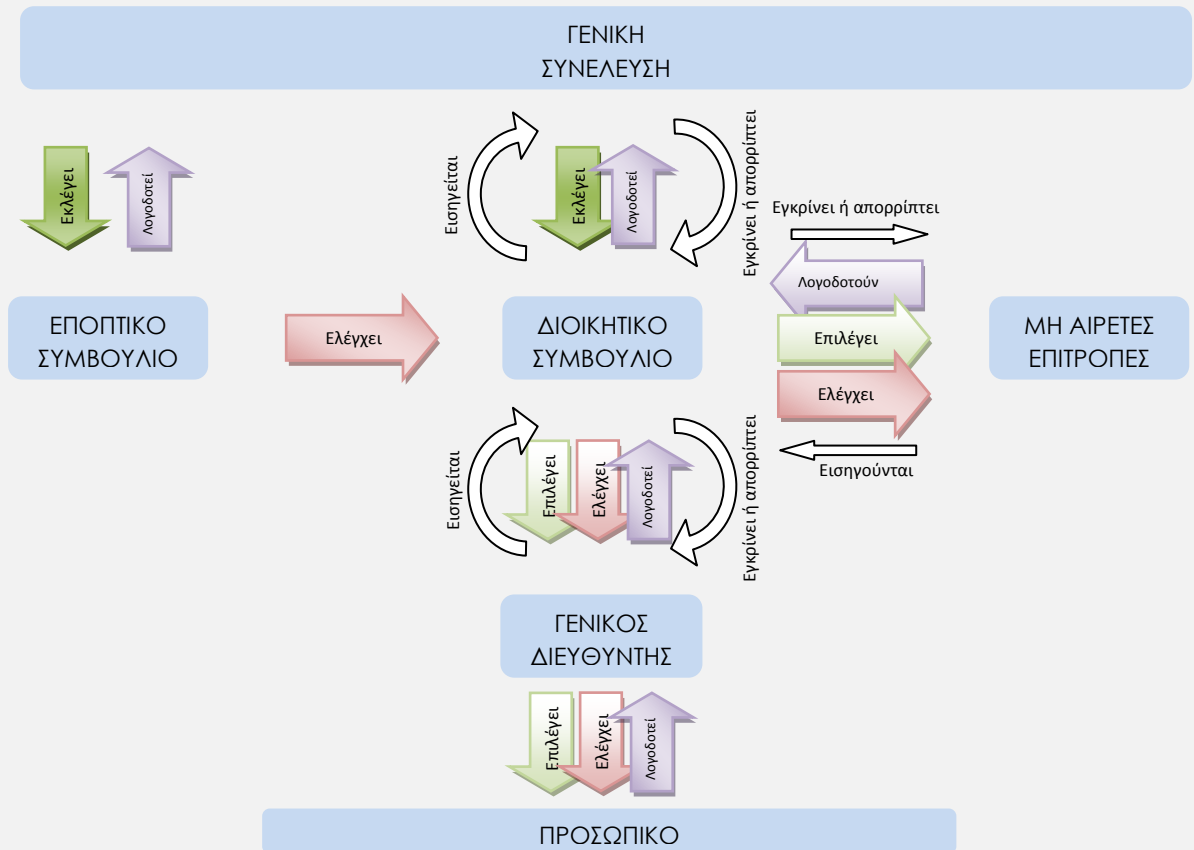 ΓΕΝΙΚΗ
ΣΥΝΕΛΕΥΣΗ
Εκλέγει
Λογοδοτεί
Εισηγείται
Εκλέγει
Λογοδοτεί
Εγκρίνει ή απορρίπτει
Εγκρίνει ή απορρίπτει
Λογοδοτούν
ΕΠΟΠΤΙΚΟ
ΣΥΜΒΟΥΛΙΟ
Ελέγχει
ΔΙΟΙΚΗΤΙΚΟ
ΣΥΜΒΟΥΛΙΟ
Επιλέγει
Ελέγχει
ΜΗ ΑΙΡΕΤΕΣ
ΕΠΙΤΡΟΠΕΣ
Εισηγούνται
Εισηγείται
Επιλέγει
Ελέγχει
Λογοδοτεί
Εγκρίνει ή απορρίπτει
ΓΕΝΙΚΟΣ
ΔΙΕΥΘΥΝΤΗΣ
Επιλέγει
Ελέγχει
Λογοδοτεί
ΠΡΟΣΩΠΙΚΟ